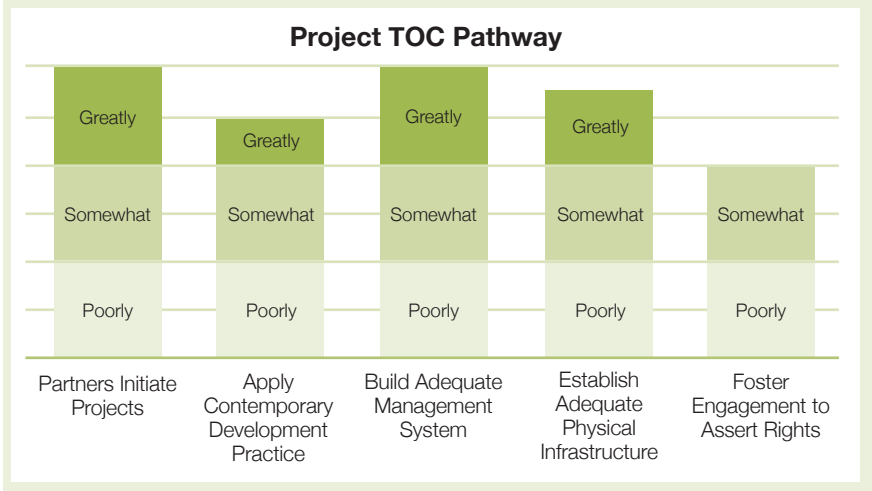 Project TOC Pathway
Greatly
Greatly
Greatly
Greatly
Somewhat
Somewhat
Somewhat
Somewhat
Somewhat
Poorly
Poorly
Poorly
Poorly
Poorly
Partners Initiate
Projects
Apply
Contemporary
Development
Practice
Build Adequate
Management
System
Establish
Adequate
Physical
Infrastructure
Foster
Engagement to
Assert Rights